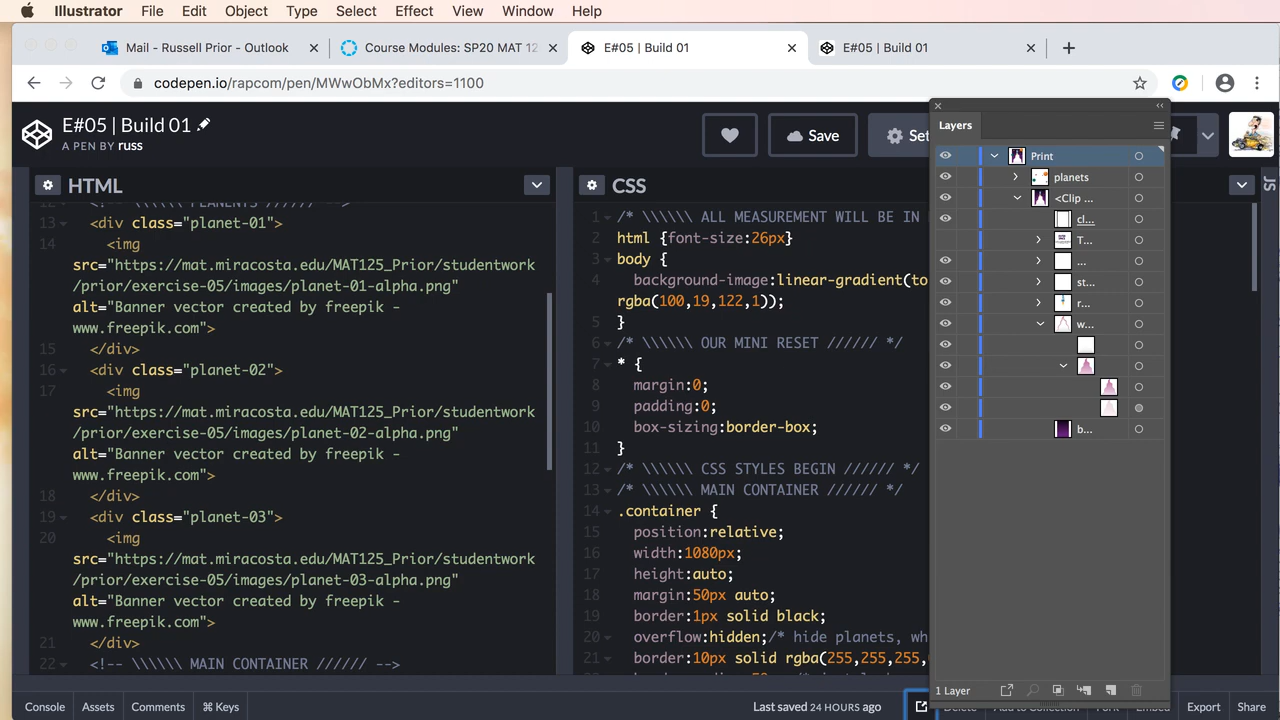 Illustrator File Edit Object Type Select Effect View Window Help
Mail - Russell Prior - Outlook
Course Modules: SP20 MAT 12
E#05 | Build 01
E#05 | Build 01
codepen.io/rapcom/pen/MWwObMx?editors=1100
E#05 | Build 01
A PEN BY russ
Save
Set
Layers
Print
planets
<Clip ...
cl...
T...
...
st...
r...
w...
b...
1 Layer
HTML
12 <!-- \\\\\\ PLANENTS ////// -->
13 <div class="planet-01">
14 <img
src="https://mat.miracosta.edu/MAT125_Prior/studentwork
/prior/exercise-05/images/planet-01-alpha.png"
alt="Banner vector created by freepik -
www.freepik.com">
15 </div>
16 <div class="planet-02">
17 <img
src="https://mat.miracosta.edu/MAT125_Prior/studentwork
/prior/exercise-05/images/planet-02-alpha.png"
alt="Banner vector created by freepik -
www.freepik.com">
18 </div>
19 <div class="planet-03">
20 <img
src="https://mat.miracosta.edu/MAT125_Prior/studentwork
/prior/exercise-05/images/planet-03-alpha.png"
alt="Banner vector created by freepik -
www.freepik.com">
21 </div>
22 <!-- \\\\\\ MAIN CONTAINER ////// -->
CSS
1 /* \\\\\\ ALL MEASUREMENT WILL BE IN
2 html {font-size:26px}
3 body {
4 background-image:linear-gradient(to
rgba(100,19,122,1));
5 }
6 /* \\\\\\ OUR MINI RESET ////// */
7 * {
8 margin:0;
9 padding:0;
10 box-sizing:border-box;
11 }
12 /* \\\\\\ CSS STYLES BEGIN ////// */
13 /* \\\\\\ MAIN CONTAINER ////// */
14 .container {
15 position:relative;
16 width:1080px;
17 height:auto;
18 margin:50px auto;
19 border:1px solid black;
20 overflow:hidden;/* hide planets, wh
21 border:10px solid rgba(255,255,255,
JS
Console Assets Comments ⌘ Keys
Last saved 24 HOURS ago
Export Share